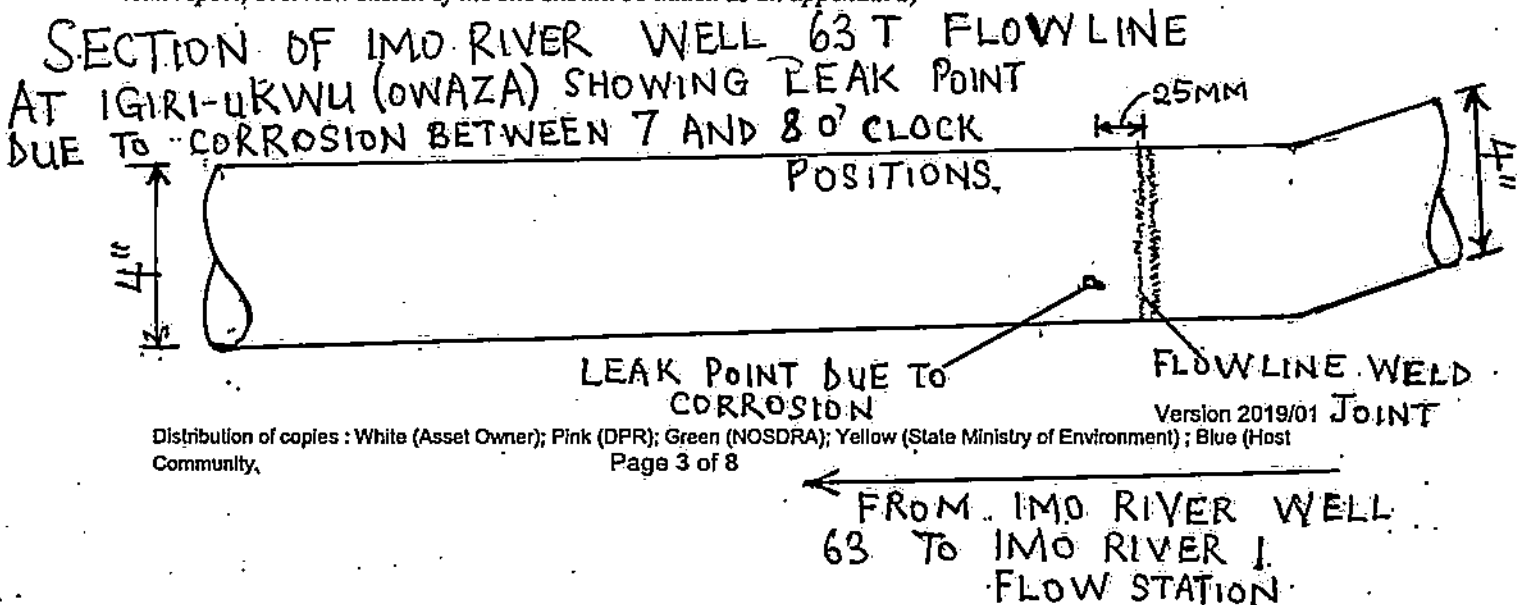 SECTION OF IMO RIVER WELL 63 T FLOWLINE
AT IGIRI-UKWU (OWAZA) SHOWING LEAK POINT
DUE TO CORROSION BETWEEN 7 AND 8 O' CLOCK
POSITIONS.
25MM
4"
4"
LEAK POINT DUE TO
CORROSION
FLOWLINE WELD
JOINT
Version 2019/01
Distribution of copies : White (Asset Owner); Pink (DPR); Green (NOSDRA); Yellow (State Ministry of Environment) ; Blue (Host
Community,
Page 3 of 8
FROM IMO RIVER WELL
63 TO IMO RIVER 1
FLOW STATION